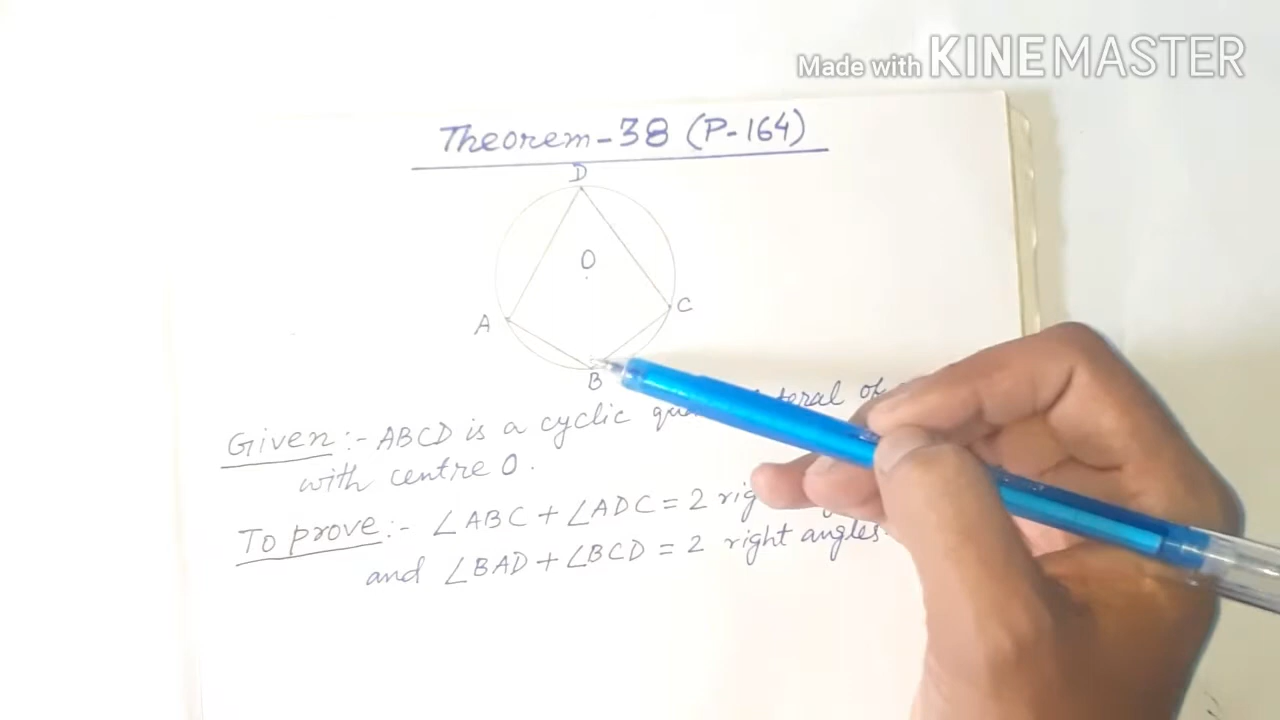 Made with KINEMASTER
Theorem-38 (P-164)
D
O
A
C
B
Given :- ABCD is a cyclic of
with centre O.
To prove :- ∠ABC + ∠ADC = 2
and ∠BAD + ∠BCD = 2 right angles.